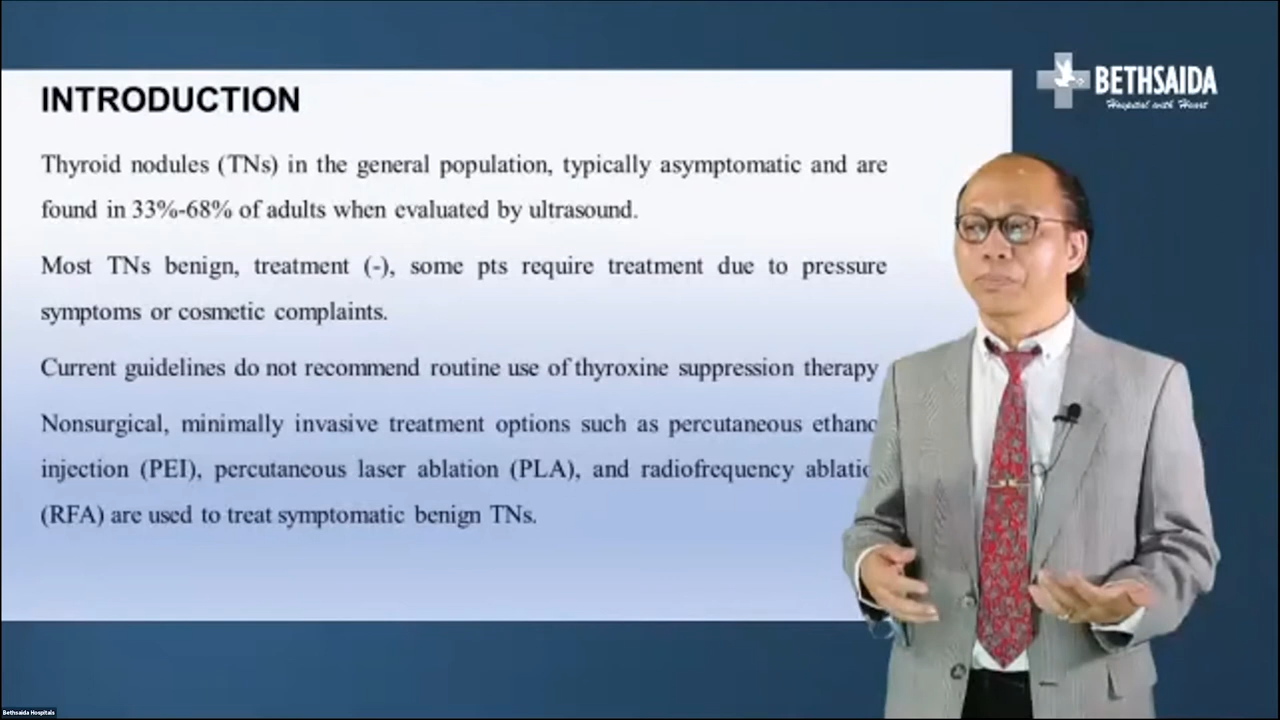 INTRODUCTION
Thyroid nodules (TNs) in the general population, typically asymptomatic and are
found in 33%-68% of adults when evaluated by ultrasound.
Most TNs benign, treatment (-), some pts require treatment due to pressure
symptoms or cosmetic complaints.
Current guidelines do not recommend routine use of thyroxine suppression therapy
Nonsurgical, minimally invasive treatment options such as percutaneous
injection (PEI), percutaneous laser ablation (PLA), and radiofrequency
(RFA) are used to treat symptomatic benign TNs.
BETHSAIDA
Hospital with Heart
Bethsaida Hospitals